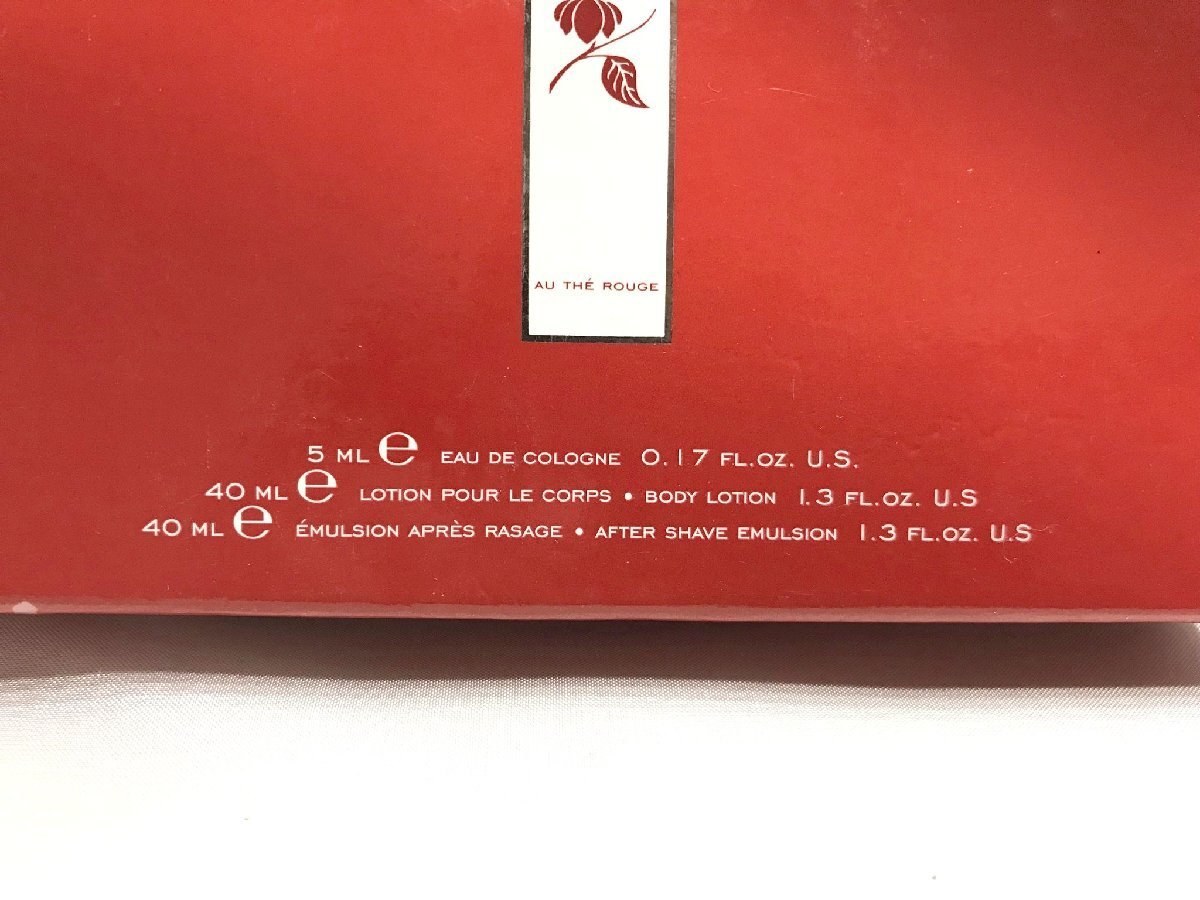 AU THÉ ROUGE
5 ML ℮ EAU DE COLOGNE 0.17 FL.OZ. U.S.
40 ML ℮ LOTION POUR LE CORPS • BODY LOTION 1.3 FL.OZ. U.S
40 ML ℮ ÉMULSION APRÈS RASAGE • AFTER SHAVE EMULSION 1.3 FL.OZ. U.S